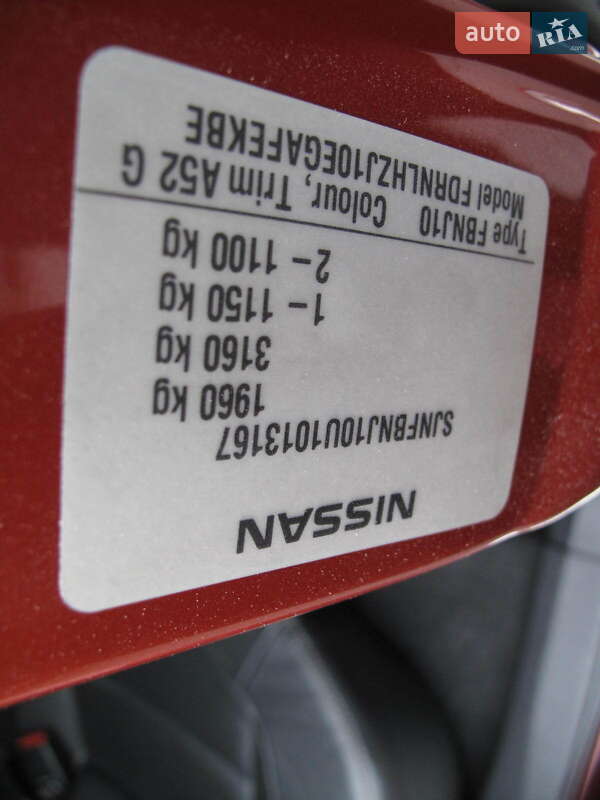 auto RIA .com
NISSAN
SJNFBNJ10U1013167
1960 kg
3160 kg
1 – 1150 kg
2 – 1100 kg
Type FBNJ10 Colour, Trim A52 G
Model FDRNLHZJ10EGAFEKBE